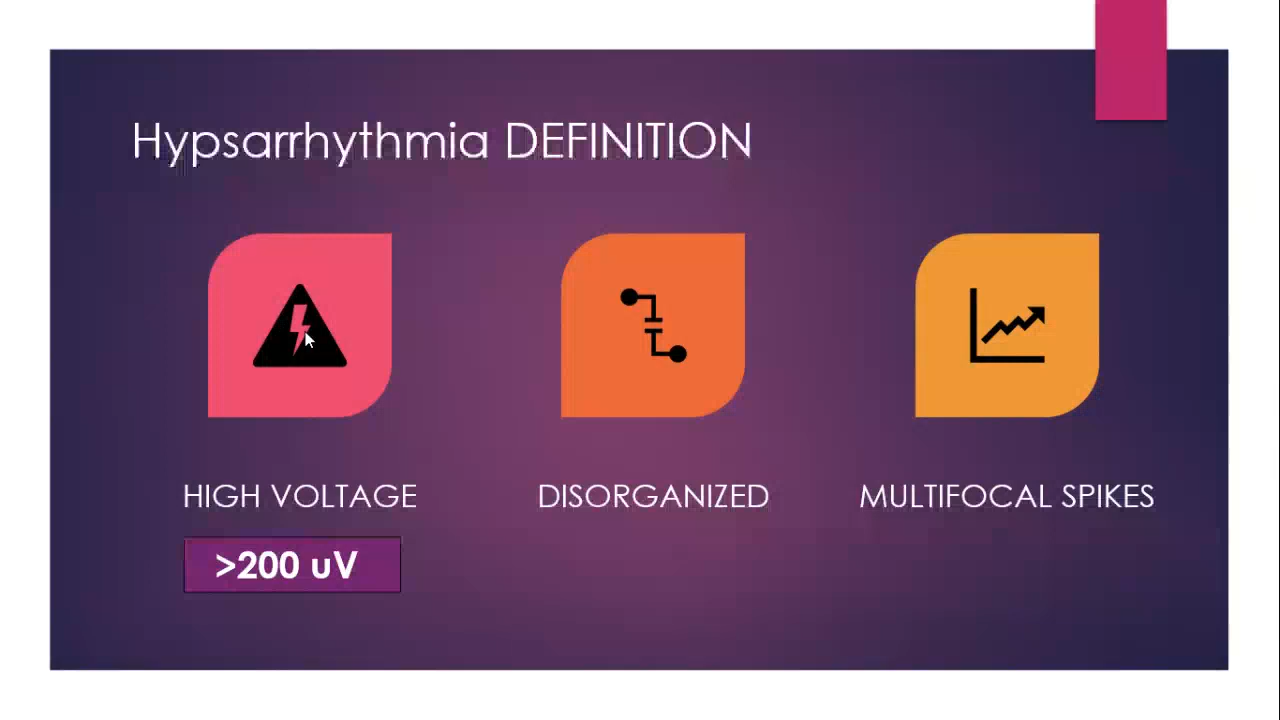 Hypsarrhythmia DEFINITION
HIGH VOLTAGE
DISORGANIZED
MULTIFOCAL SPIKES
>200 uV